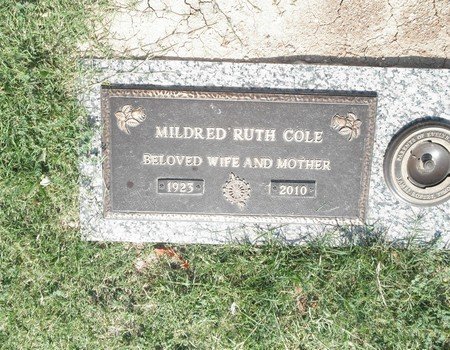 MILDRED RUTH COLE
BELOVED WIFE AND MOTHER
1923
2010